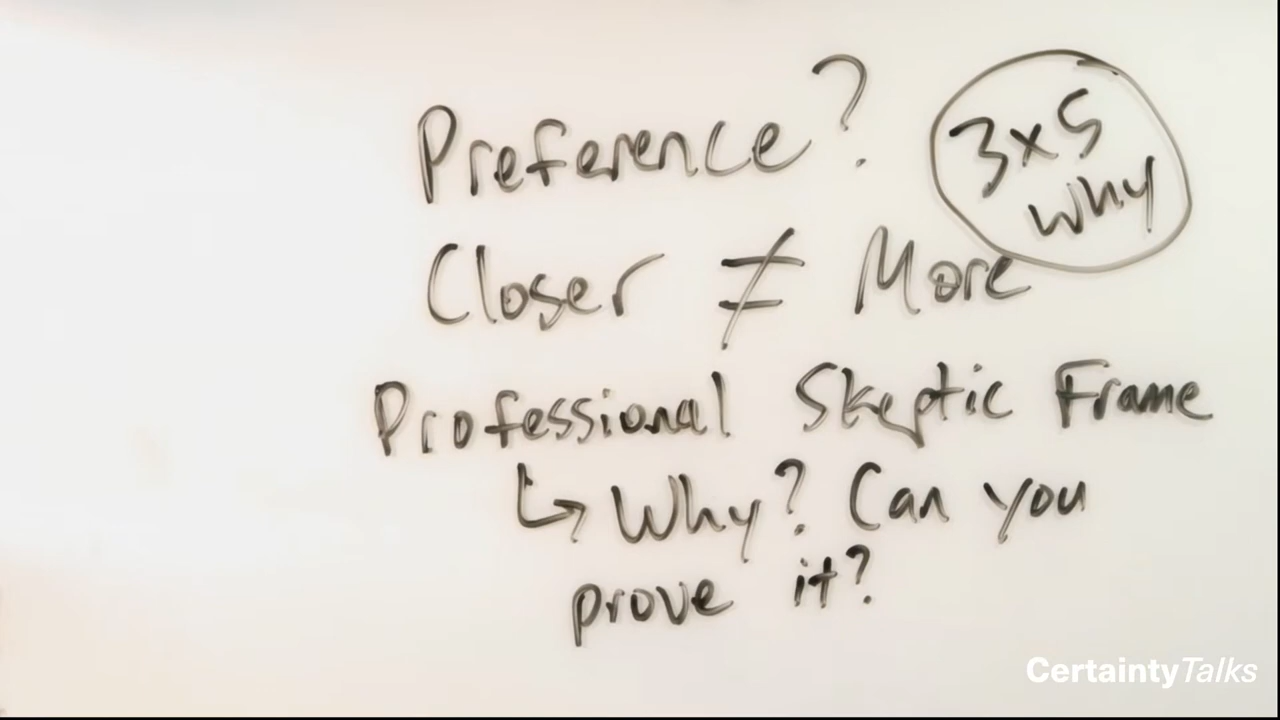 Preference?
3x5
Why
Closer ≠ More
Professional Skeptic Frame
↳ Why? Can you
prove it?
CertaintyTalks